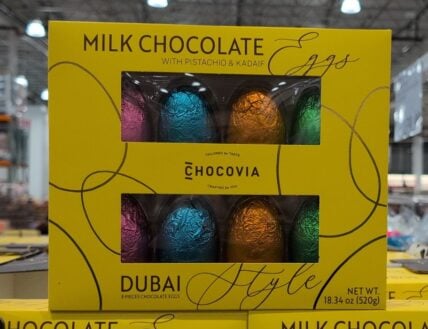 MILK CHOCOLATE Eggs
WITH PISTACHIO & KADAIF
CHOCOVIA
DUBAI Style
8 PIECES CHOCOLATE EGGS
NET WT.
18.34 oz (520g)
CHOCOLATE
MILK CHOCOLATE